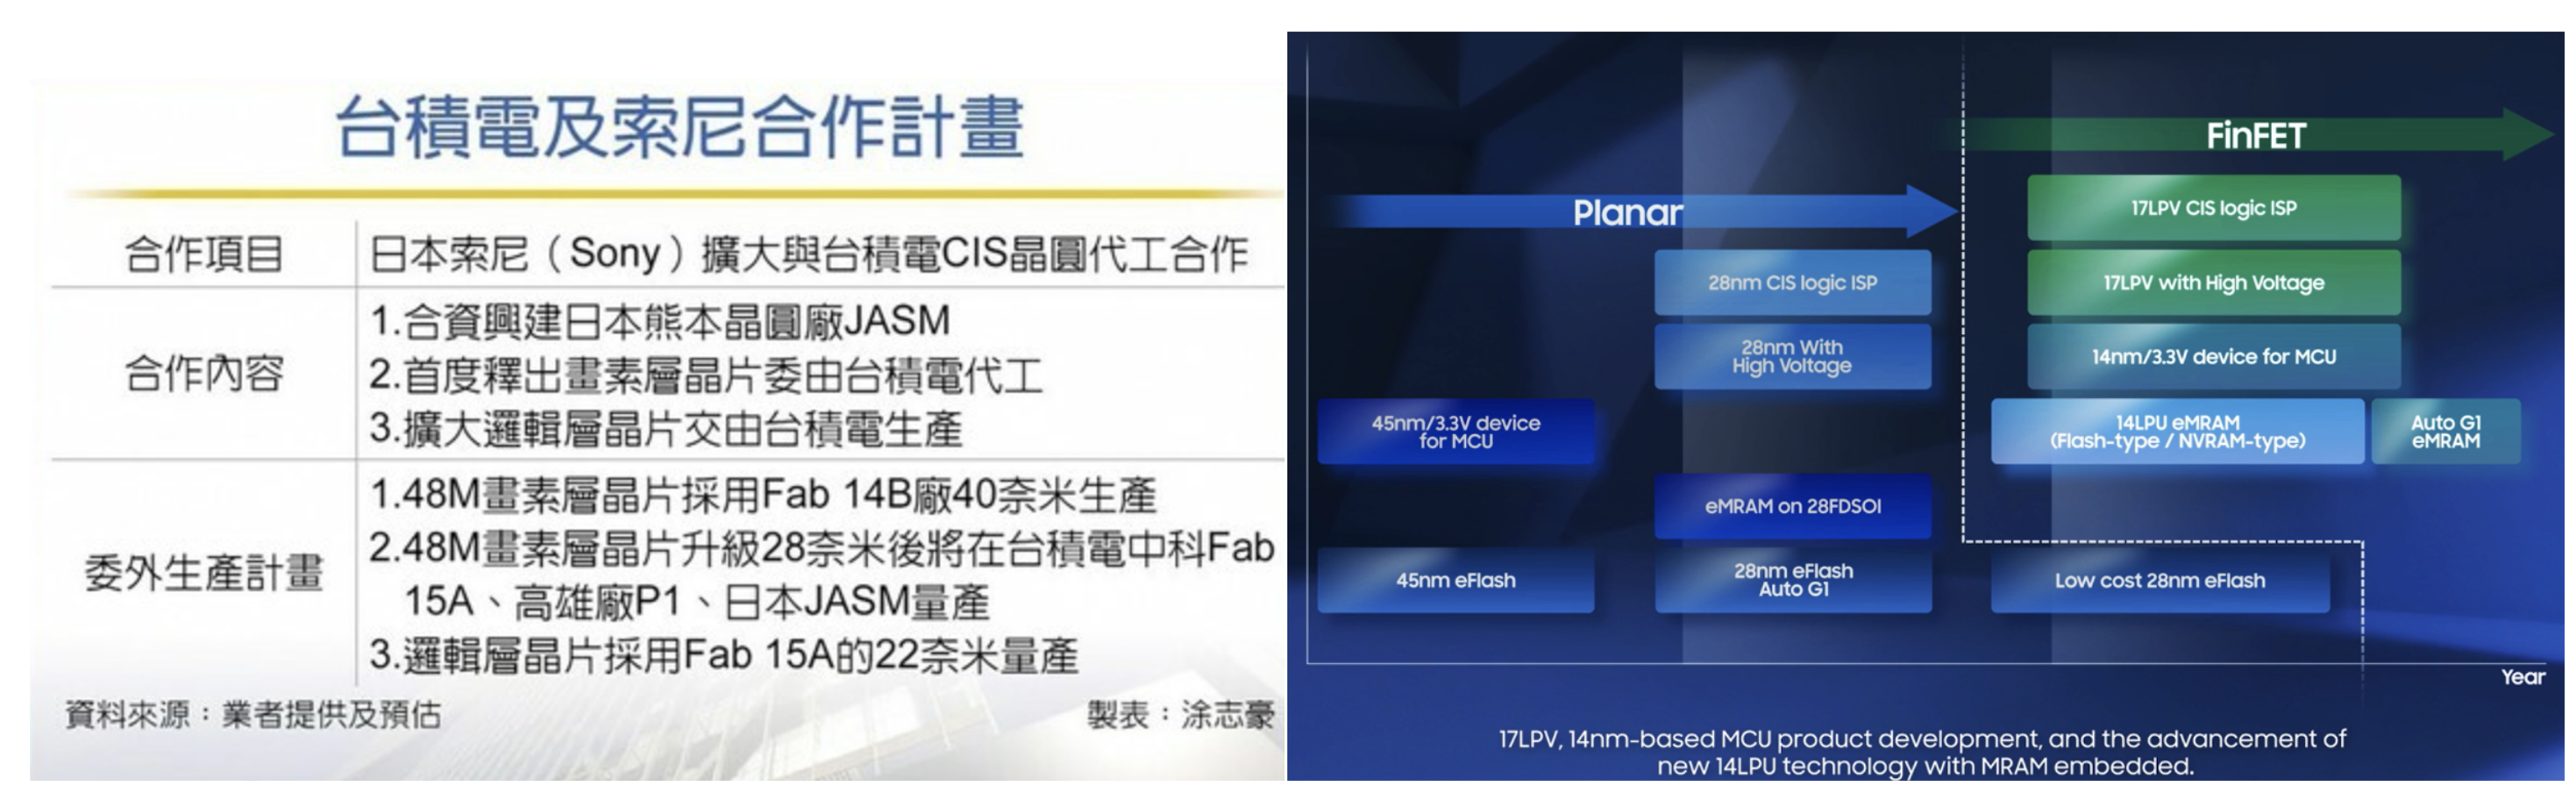 台積電及索尼合作計畫
合作項目
日本索尼（Sony）擴大與台積電CIS晶圓代工合作
合作內容
1.合資興建日本熊本晶圓廠JASM
2.首度釋出畫素層晶片委由台積電代工
3.擴大邏輯層晶片交由台積電生產
委外生產計畫
1.48M畫素層晶片採用Fab 14B廠40奈米生產
2.48M畫素層晶片升級28奈米後將在台積電中科Fab
15A、高雄廠P1、日本JASM量產
3.邏輯層晶片採用Fab 15A的22奈米量產
資料來源：業者提供及預估
製表：涂志豪
FinFET
Planar
17LPV CIS logic ISP
28nm CIS logic ISP
17LPV with High Voltage
28nm With
High Voltage
14nm/3.3V device for MCU
45nm/3.3V device
for MCU
14LPU eMRAM
(Flash-type / NVRAM-type)
Auto G1
eMRAM
eMRAM on 28FDSOI
45nm eFlash
28nm eFlash
Auto G1
Low cost 28nm eFlash
Year
17LPV, 14nm-based MCU product development, and the advancement of
new 14LPU technology with MRAM embedded.